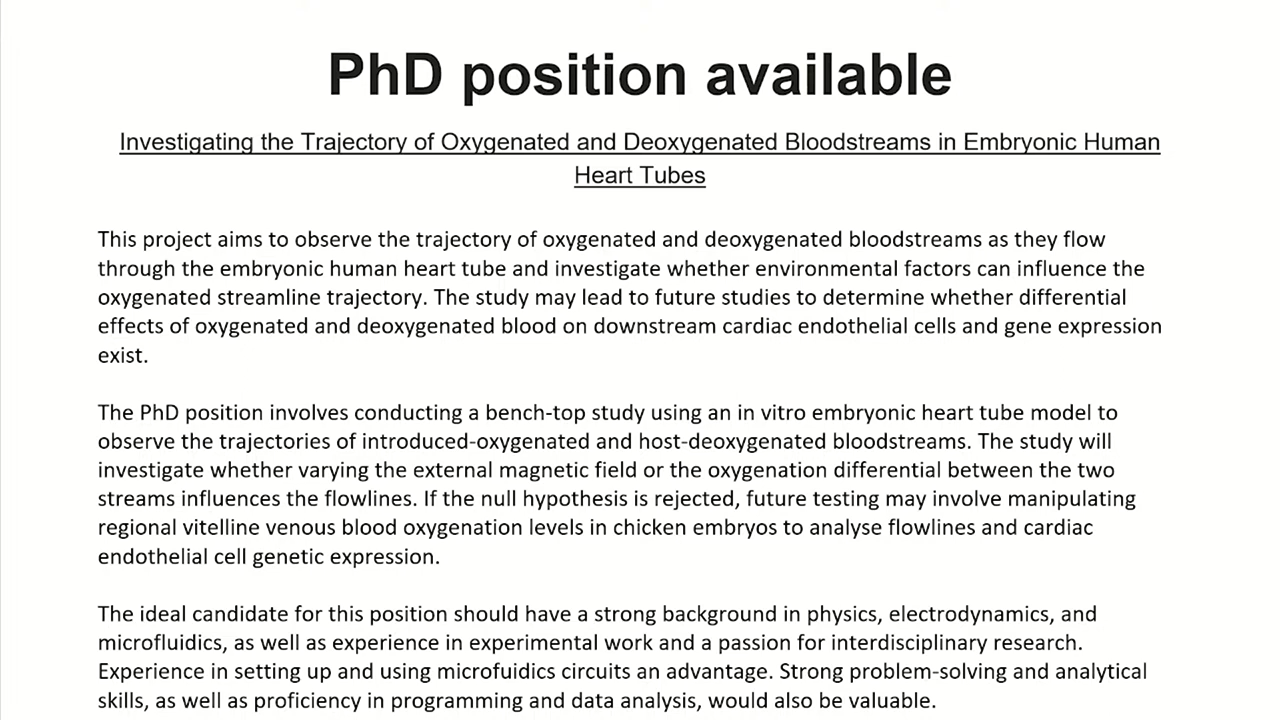 PhD position available
Investigating the Trajectory of Oxygenated and Deoxygenated Bloodstreams in Embryonic Human
Heart Tubes
This project aims to observe the trajectory of oxygenated and deoxygenated bloodstreams as they flow
through the embryonic human heart tube and investigate whether environmental factors can influence the
oxygenated streamline trajectory. The study may lead to future studies to determine whether differential
effects of oxygenated and deoxygenated blood on downstream cardiac endothelial cells and gene expression
exist.
The PhD position involves conducting a bench-top study using an in vitro embryonic heart tube model to
observe the trajectories of introduced-oxygenated and host-deoxygenated bloodstreams. The study will
investigate whether varying the external magnetic field or the oxygenation differential between the two
streams influences the flowlines. If the null hypothesis is rejected, future testing may involve manipulating
regional vitelline venous blood oxygenation levels in chicken embryos to analyse flowlines and cardiac
endothelial cell genetic expression.
The ideal candidate for this position should have a strong background in physics, electrodynamics, and
microfluidics, as well as experience in experimental work and a passion for interdisciplinary research.
Experience in setting up and using microfuidics circuits an advantage. Strong problem-solving and analytical
skills, as well as proficiency in programming and data analysis, would also be valuable.